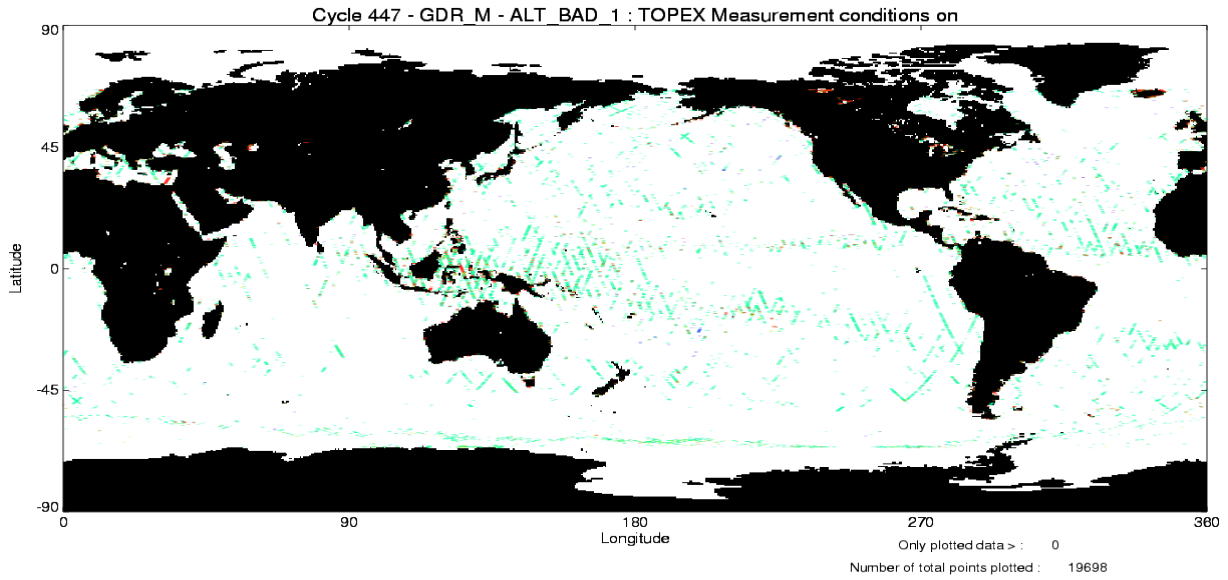 Cycle 447 - GDR_M - ALT_BAD_1 : TOPEX Measurement conditions on
90
45
0
-45
-90
Latitude
0 90 180 270 360
Longitude
Only plotted data > : 0
Number of total points plotted : 19698